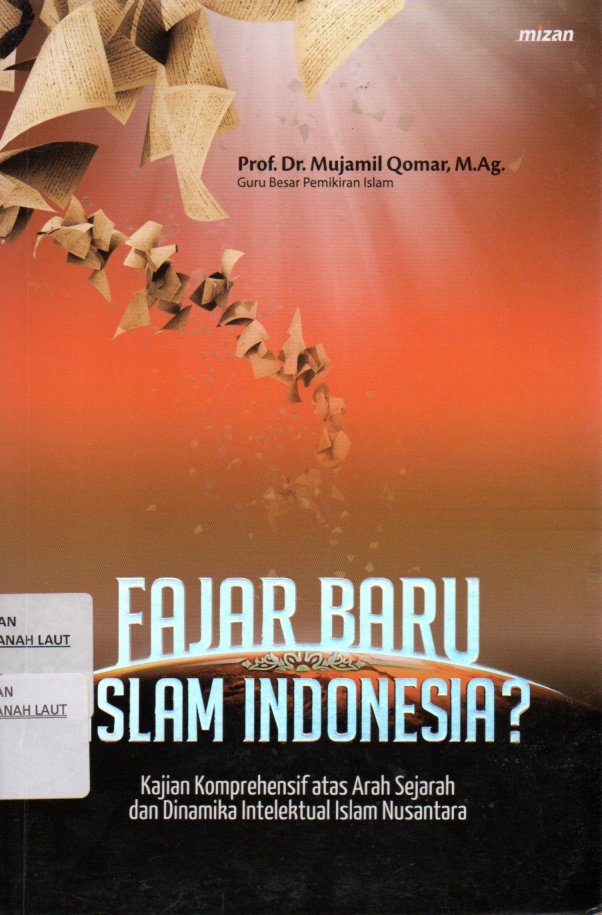 mizan
Prof. Dr. Mujamil Qomar, M.Ag.
Guru Besar Pemikiran Islam
FAJAR BARU
ISLAM INDONESIA?
Kajian Komprehensif atas Arah Sejarah
dan Dinamika Intelektual Islam Nusantara
AN
ANAH LAUT
AN
ANAH LAUT